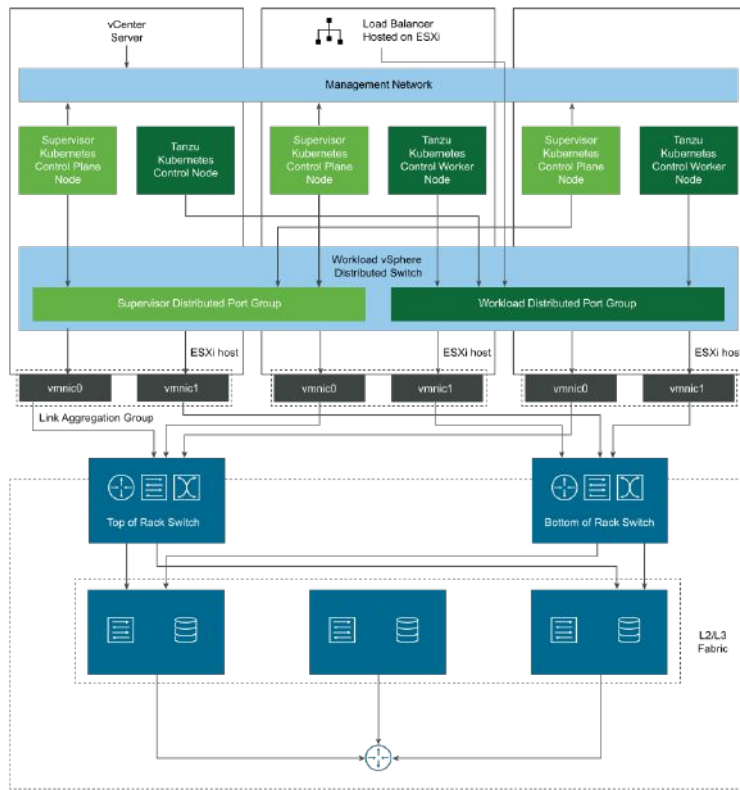 vCenter
Server
Load Balancer
Hosted on ESXi
Management Network
Supervisor
Kubernetes
Control Plane
Node
Tanzu
Kubernetes
Control Node
Supervisor
Kubernetes
Control Plane
Node
Tanzu
Kubernetes
Control Worker
Node
Supervisor
Kubernetes
Control Plane
Node
Tanzu
Kubernetes
Control Worker
Node
Workload vSphere
Distributed Switch
Supervisor Distributed Port Group
Workload Distributed Port Group
ESXi host
ESXi host
ESXi host
vmnic0
vmnic1
vmnic0
vmnic1
vmnic0
vmnic1
Link Aggregation Group
Top of Rack Switch
Bottom of Rack Switch
L2/L3
Fabric